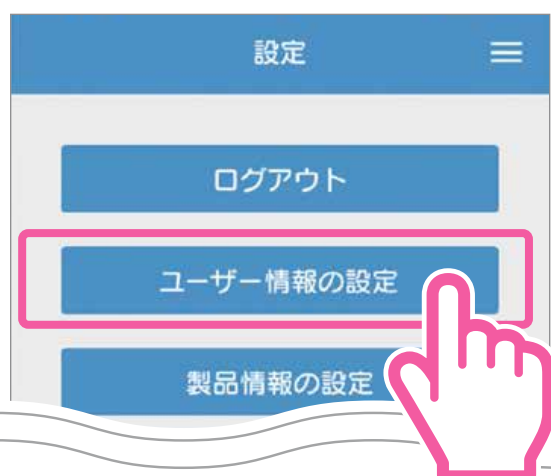 設定
ログアウト
ユーザー情報の設定
製品情報の設定